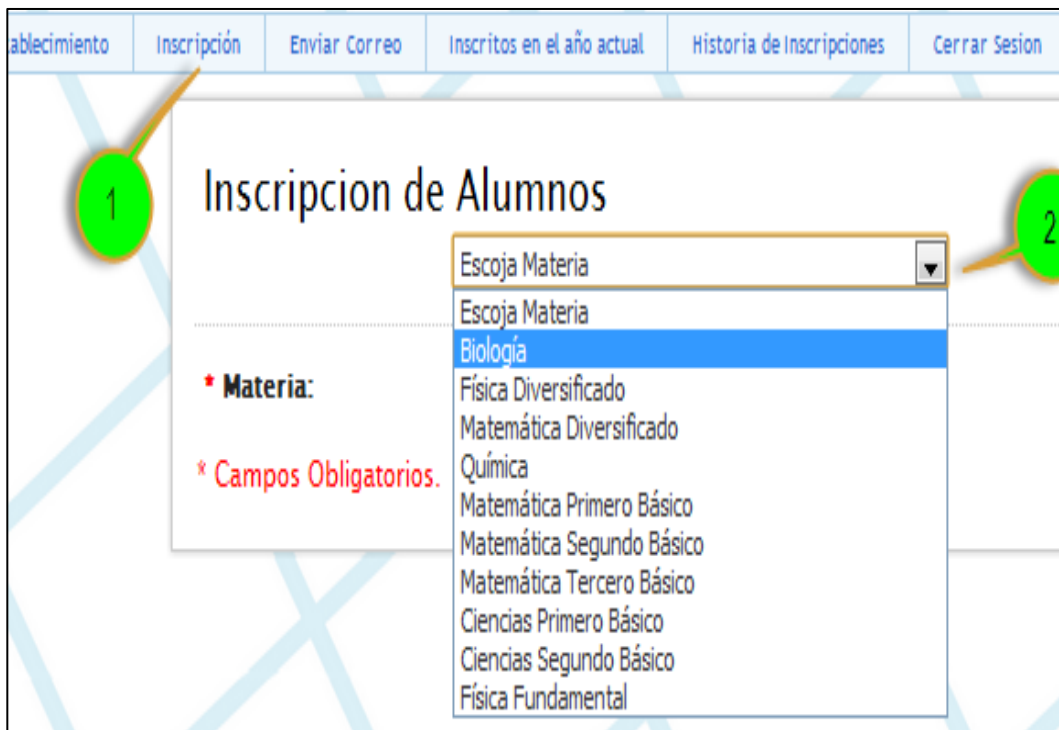 ablecimiento Inscripción Enviar Correo Inscritos en el año actual Historia de Inscripciones Cerrar Sesion
1
Inscripcion de Alumnos
2
Escoja Materia
Escoja Materia
Biología
* Materia:
Física Diversificado
Matemática Diversificado
Química
* Campos Obligatorios.
Matemática Primero Básico
Matemática Segundo Básico
Matemática Tercero Básico
Ciencias Primero Básico
Ciencias Segundo Básico
Física Fundamental